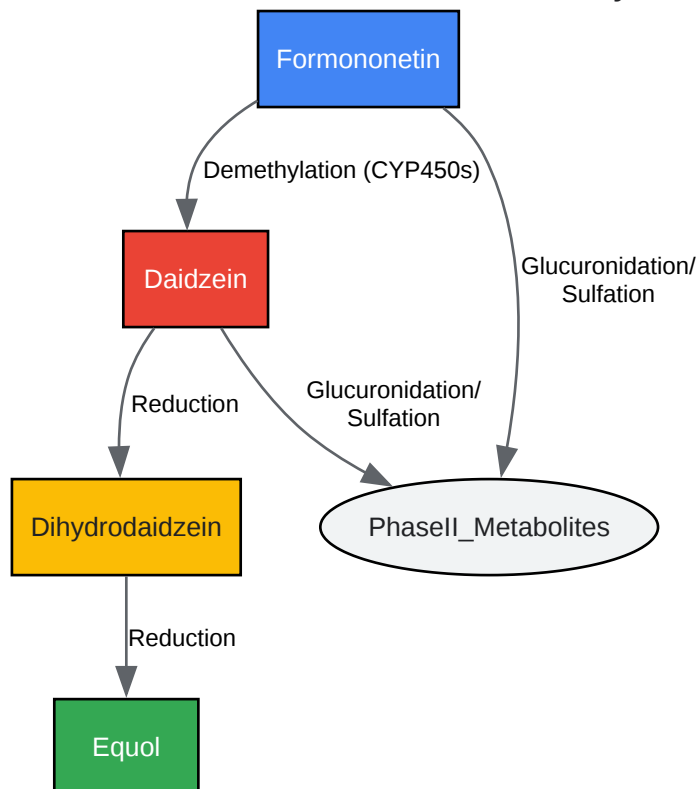 Formononetin
Demethylation (CYP450s)
Glucuronidation/
Sulfation
Daidzein
Reduction
Glucuronidation/
Sulfation
Dihydrodaidzein
PhaseII_Metabolites
Reduction
Equol